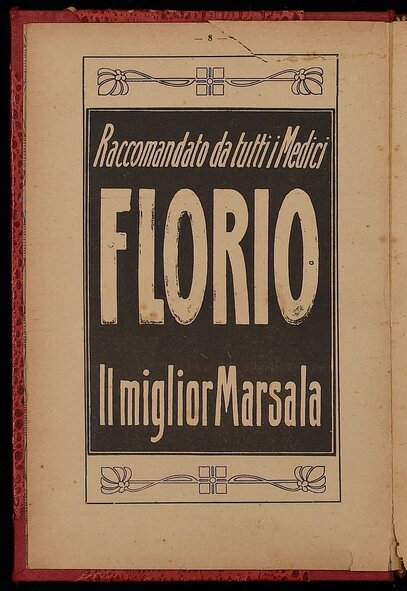 — 8 —
Raccomandato da tutti i Medici
FLORIO
Il miglior Marsala